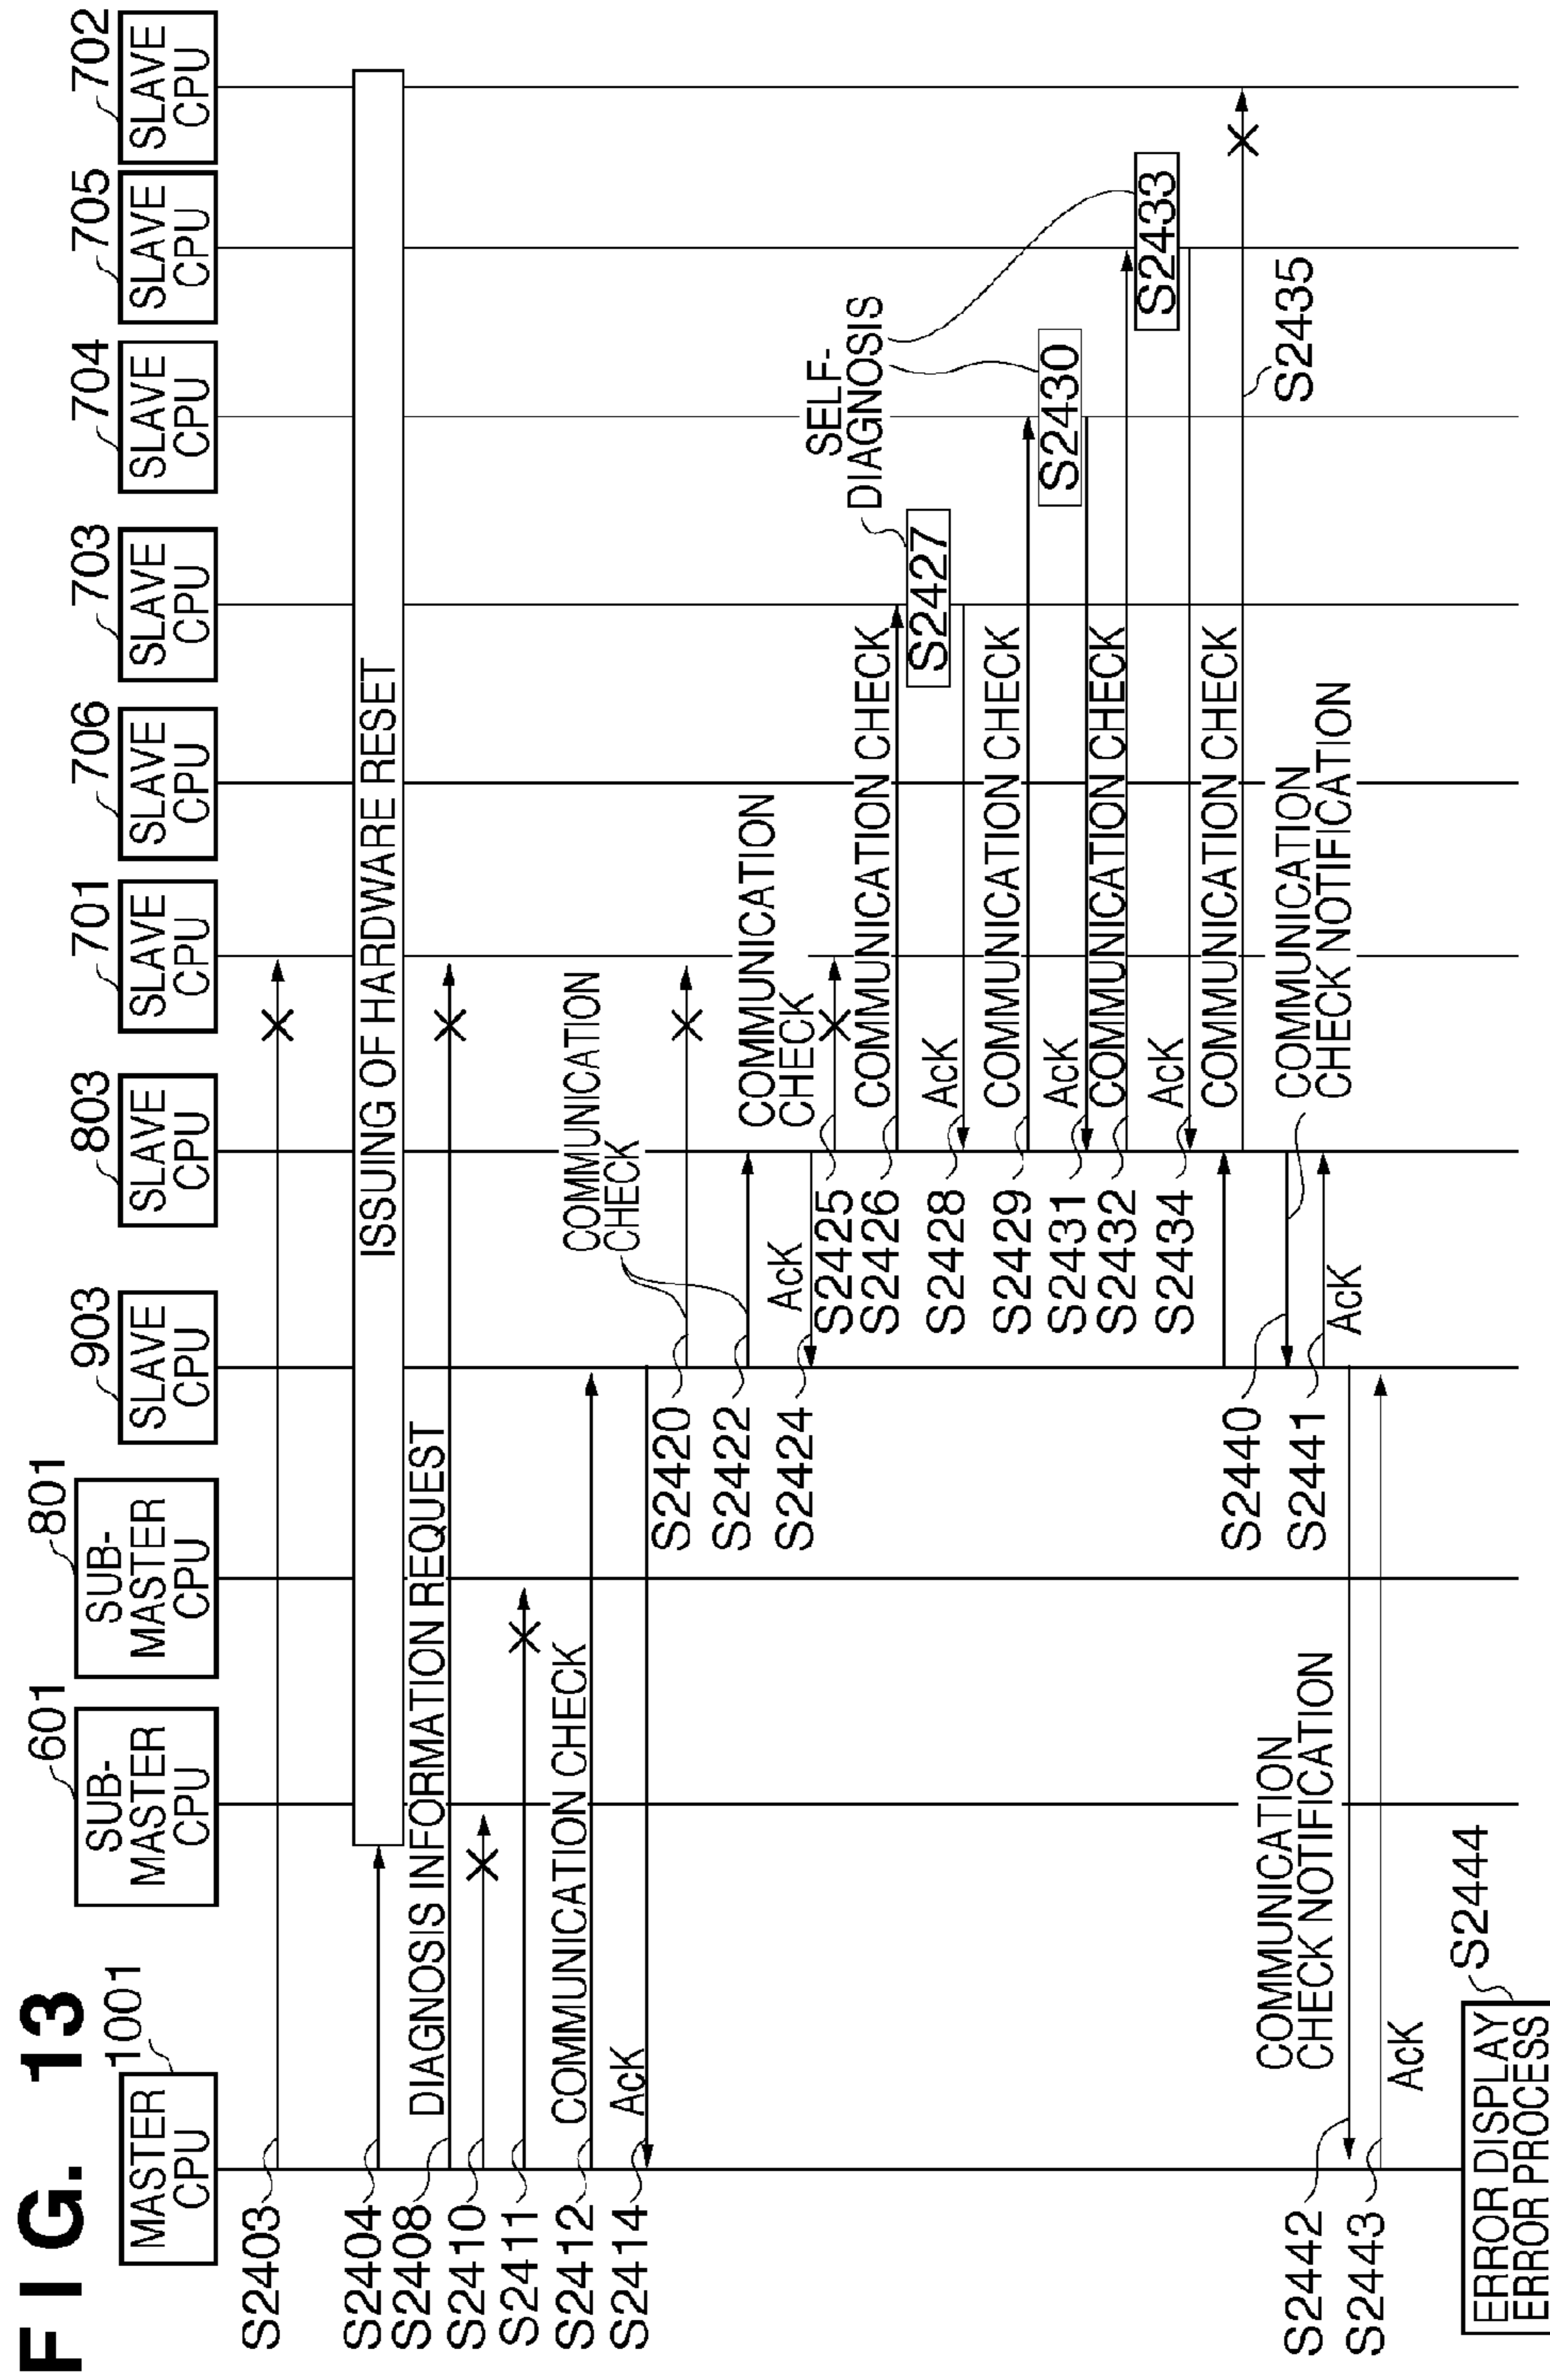 FIG. 13
1001
MASTER
CPU
601
SUB-
MASTER
CPU
801
SUB-
MASTER
CPU
903
SLAVE
CPU
803
SLAVE
CPU
701
SLAVE
CPU
706
SLAVE
CPU
703
SLAVE
CPU
704
SLAVE
CPU
705
SLAVE
CPU
702
SLAVE
CPU
S2403
S2404
ISSUING OF HARDWARE RESET
S2408
DIAGNOSIS INFORMATION REQUEST
S2410
S2411
S2412
COMMUNICATION CHECK
S2414
AcK
COMMUNICATION
CHECK
S2420
S2422
S2424
AcK
COMMUNICATION
CHECK
S2425
S2426
COMMUNICATION CHECK
SELF-
DIAGNOSIS
S2427
S2428
AcK
S2429
COMMUNICATION CHECK
S2430
S2431
AcK
S2432
COMMUNICATION CHECK
S2433
S2434
AcK
COMMUNICATION CHECK
S2435
S2440
COMMUNICATION
CHECK NOTIFICATION
S2441
AcK
S2442
COMMUNICATION
CHECK NOTIFICATION
S2443
AcK
S2444
ERROR DISPLAY
ERROR PROCESS